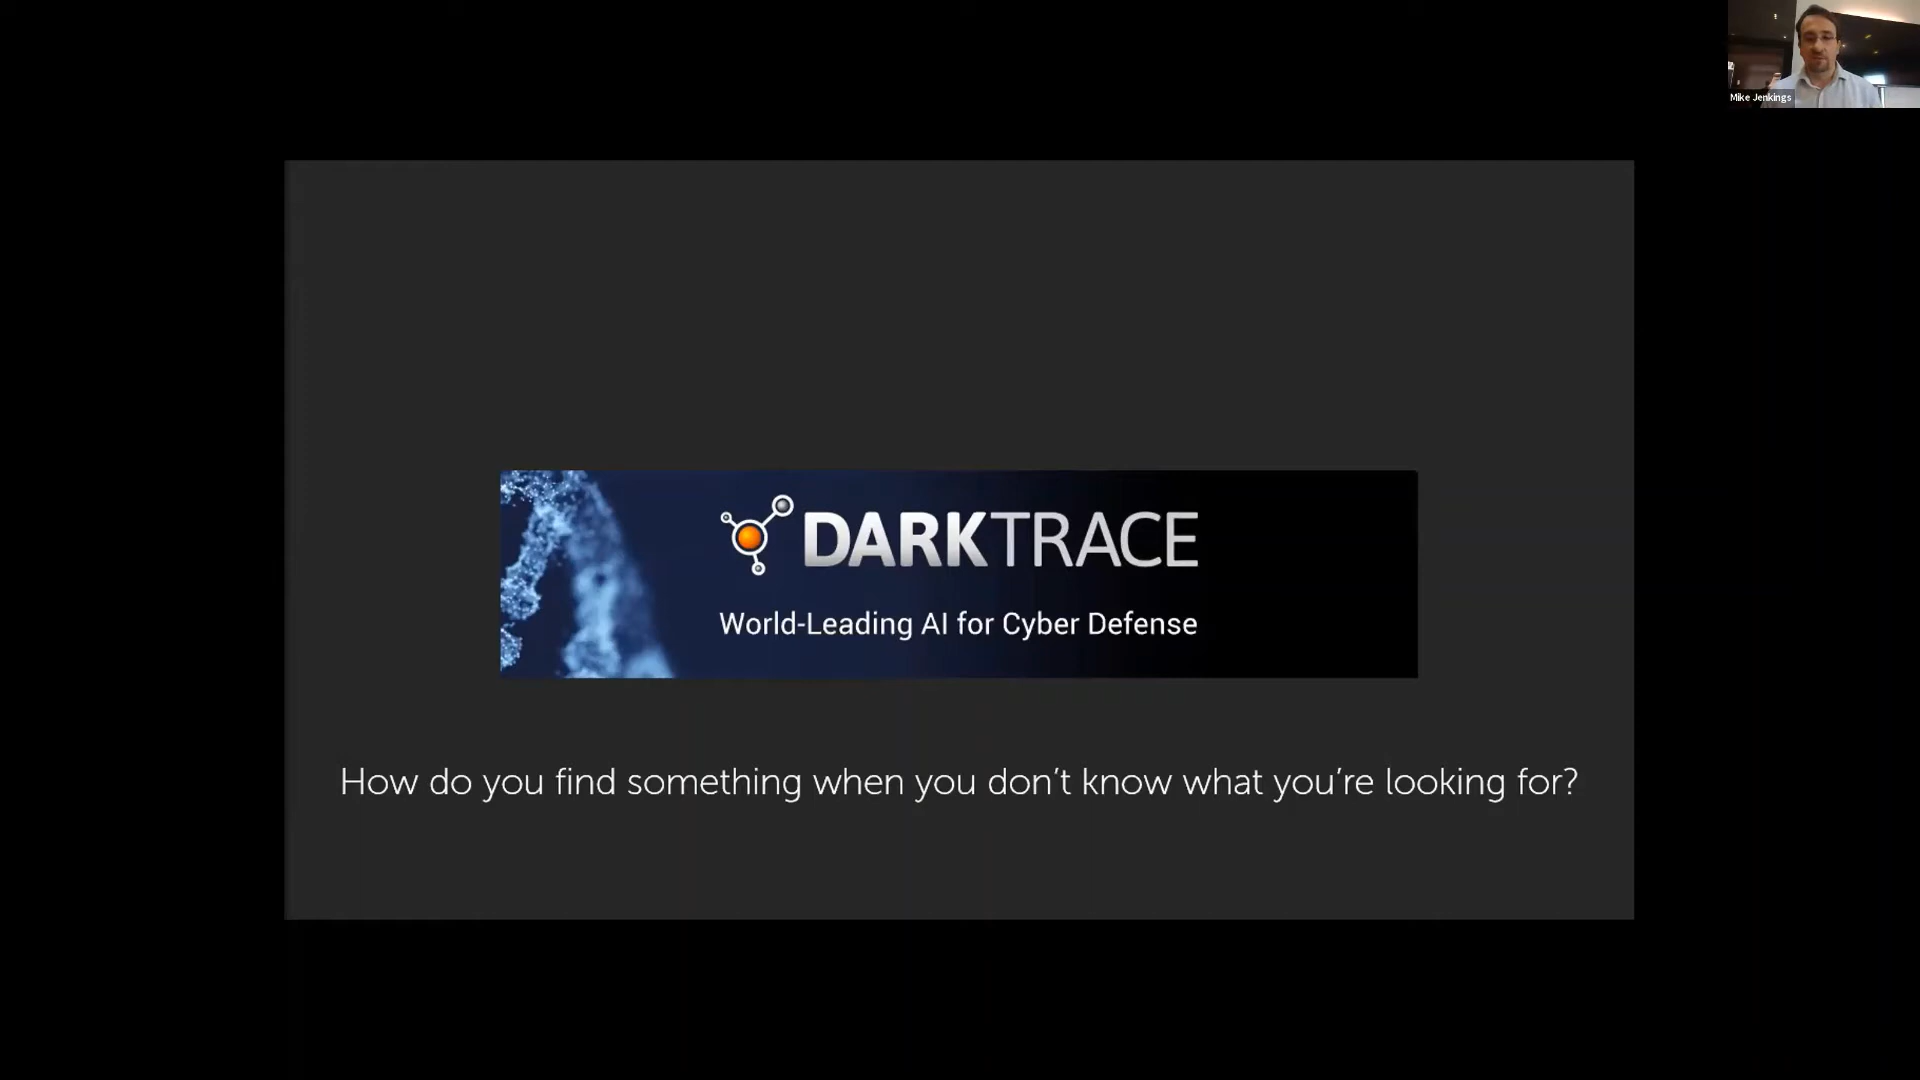 Mike Jenkings
DARKTRACE
World-Leading AI for Cyber Defense
How do you find something when you don't know what you're looking for?